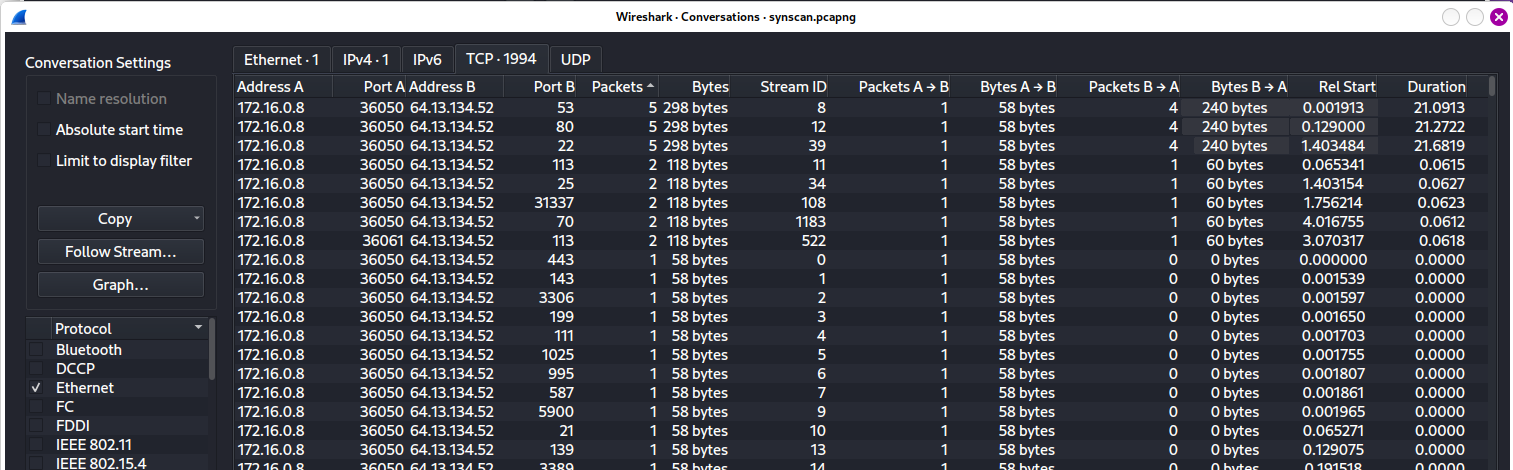 Wireshark · Conversations · synscan.pcapng
Conversation Settings
Name resolution
Absolute start time
Limit to display filter
Copy
Follow Stream…
Graph…
Protocol
Bluetooth
DCCP
Ethernet
FC
FDDI
IEEE 802.11
IEEE 802.15.4
Ethernet · 1 IPv4 · 1 IPv6 TCP · 1994 UDP
Address A Port A Address B Port B Packets Bytes Stream ID Packets A → B Bytes A → B Packets B → A Bytes B → A Rel Start Duration
172.16.0.8 36050 64.13.134.52 53 5 298 bytes 8 1 58 bytes 4 240 bytes 0.001913 21.0913
172.16.0.8 36050 64.13.134.52 80 5 298 bytes 12 1 58 bytes 4 240 bytes 0.129000 21.2722
172.16.0.8 36050 64.13.134.52 22 5 298 bytes 39 1 58 bytes 4 240 bytes 1.403484 21.6819
172.16.0.8 36050 64.13.134.52 113 2 118 bytes 11 1 58 bytes 1 60 bytes 0.065341 0.0615
172.16.0.8 36050 64.13.134.52 25 2 118 bytes 34 1 58 bytes 1 60 bytes 1.403154 0.0627
172.16.0.8 36050 64.13.134.52 31337 2 118 bytes 108 1 58 bytes 1 60 bytes 1.756214 0.0623
172.16.0.8 36050 64.13.134.52 70 2 118 bytes 1183 1 58 bytes 1 60 bytes 4.016755 0.0612
172.16.0.8 36061 64.13.134.52 113 2 118 bytes 522 1 58 bytes 1 60 bytes 3.070317 0.0618
172.16.0.8 36050 64.13.134.52 443 1 58 bytes 0 1 58 bytes 0 0 bytes 0.000000 0.0000
172.16.0.8 36050 64.13.134.52 143 1 58 bytes 1 1 58 bytes 0 0 bytes 0.001539 0.0000
172.16.0.8 36050 64.13.134.52 3306 1 58 bytes 2 1 58 bytes 0 0 bytes 0.001597 0.0000
172.16.0.8 36050 64.13.134.52 199 1 58 bytes 3 1 58 bytes 0 0 bytes 0.001650 0.0000
172.16.0.8 36050 64.13.134.52 111 1 58 bytes 4 1 58 bytes 0 0 bytes 0.001703 0.0000
172.16.0.8 36050 64.13.134.52 1025 1 58 bytes 5 1 58 bytes 0 0 bytes 0.001755 0.0000
172.16.0.8 36050 64.13.134.52 995 1 58 bytes 6 1 58 bytes 0 0 bytes 0.001807 0.0000
172.16.0.8 36050 64.13.134.52 587 1 58 bytes 7 1 58 bytes 0 0 bytes 0.001861 0.0000
172.16.0.8 36050 64.13.134.52 5900 1 58 bytes 9 1 58 bytes 0 0 bytes 0.001965 0.0000
172.16.0.8 36050 64.13.134.52 21 1 58 bytes 10 1 58 bytes 0 0 bytes 0.065271 0.0000
172.16.0.8 36050 64.13.134.52 139 1 58 bytes 13 1 58 bytes 0 0 bytes 0.129075 0.0000
172.16.0.8 36050 64.13.134.52 3389 1 58 bytes 14 1 58 bytes 0 0 bytes 0.191518 0.0000